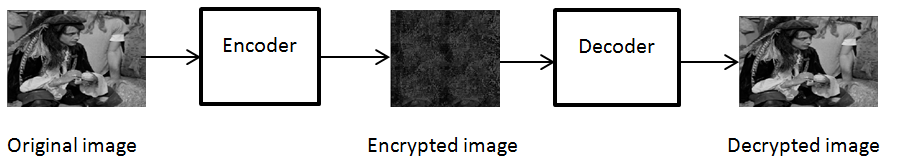 Encoder
Decoder
Original image
Encrypted image
Decrypted image